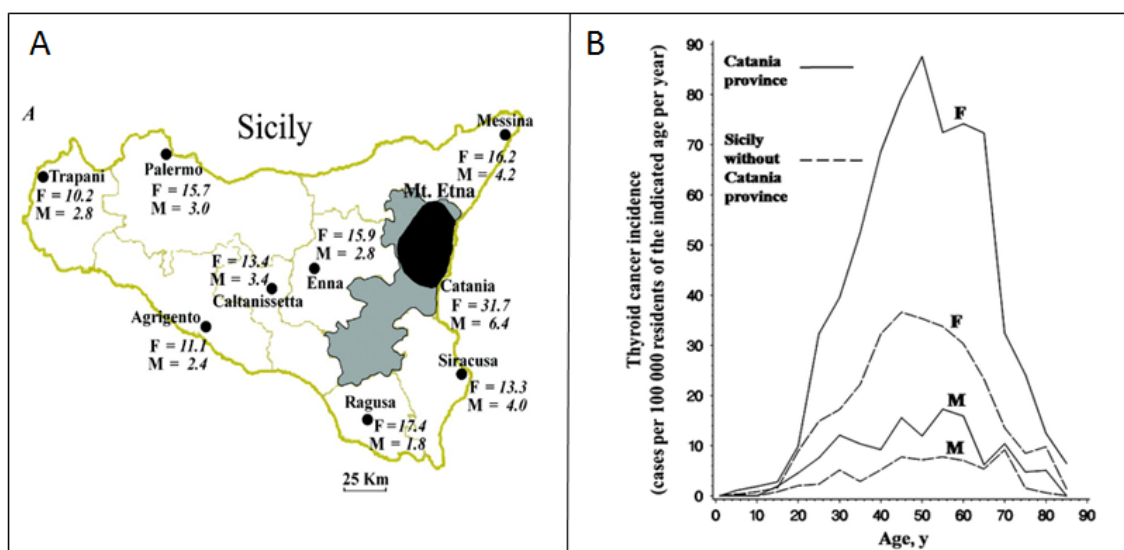 A
A
Sicily
Messina
F = 16.2
M = 4.2
Palermo
F = 15.7
M = 3.0
Trapani
F = 10.2
M = 2.8
Mt. Etna
F = 15.9
M = 2.8
Enna
F = 13.4
M = 3.4
Caltanissetta
Catania
F = 31.7
M = 6.4
Agrigento
F = 11.1
M = 2.4
Siracusa
F = 13.3
M = 4.0
Ragusa
F = 17.4
M = 1.8
25 Km
B
Thyroid cancer incidence
(cases per 100 000 residents of the indicated age per year)
90
80
70
60
50
40
30
20
10
0
Catania
province
Sicily
without
Catania
province
F
F
M
M
0
10
20
30
40
50
60
70
80
90
Age, y